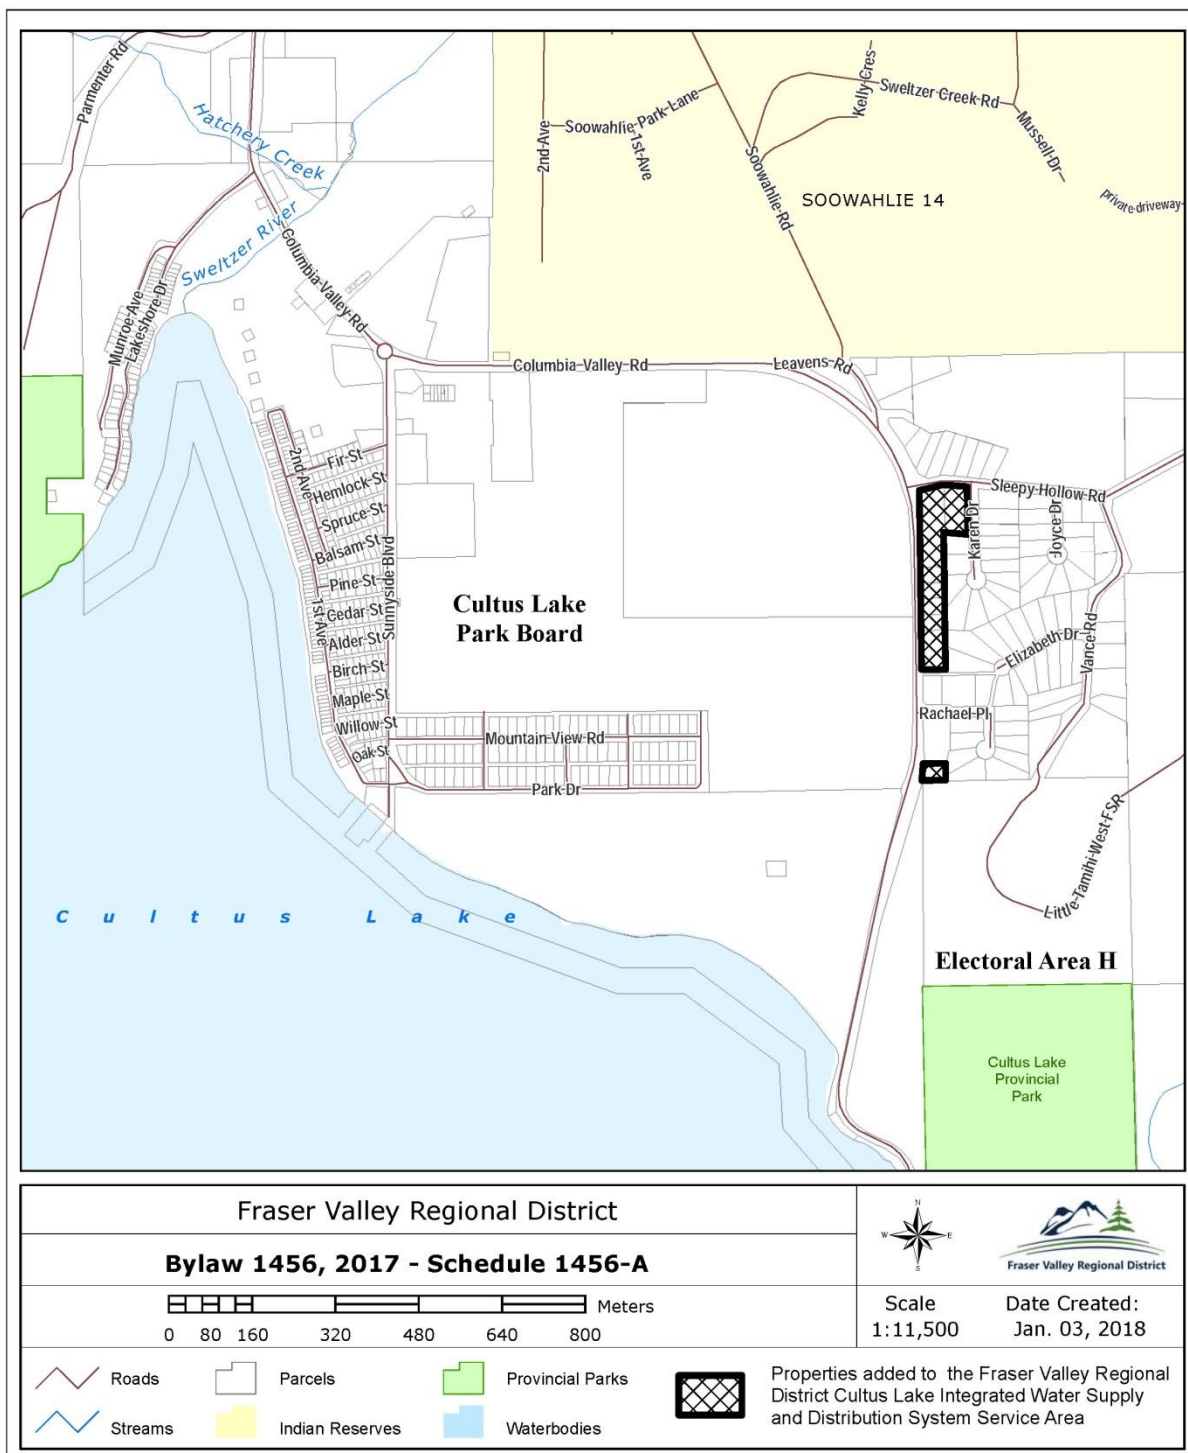 Parmenter Rd
Hatchery Creek
Sweltzer River
Columbia Valley Rd
Munroe Ave
Lakeshore Dr
2nd Ave
Soowahlie Park Lane
1st Ave
Soowahlie Rd
Kelly Cres
Sweltzer Creek Rd
Mussell Dr
private driveway
SOOWAHLIE 14
Columbia Valley Rd
Leavens Rd
2nd Ave
Fir St
Hemlock St
Spruce St
Balsam St
Pine St
Cedar St
Alder St
Birch St
Maple St
Willow St
Oak St
1st Ave
Sunnyside Blvd
Cultus Lake
Park Board
Mountain View Rd
Park Dr
Sleepy Hollow Rd
Karen Dr
Joyce Dr
Elizabeth Dr
Vance Rd
Rachael Pl
Little Tamihi West FSR
Cultus Lake
Electoral Area H
Cultus Lake
Provincial
Park
Fraser Valley Regional District
Bylaw 1456, 2017 - Schedule 1456-A
Meters
0 80 160 320 480 640 800
N
W E
S
Fraser Valley Regional District
Scale
1:11,500
Date Created:
Jan. 03, 2018
Roads
Parcels
Provincial Parks
Streams
Indian Reserves
Waterbodies
Properties added to the Fraser Valley Regional
District Cultus Lake Integrated Water Supply
and Distribution System Service Area